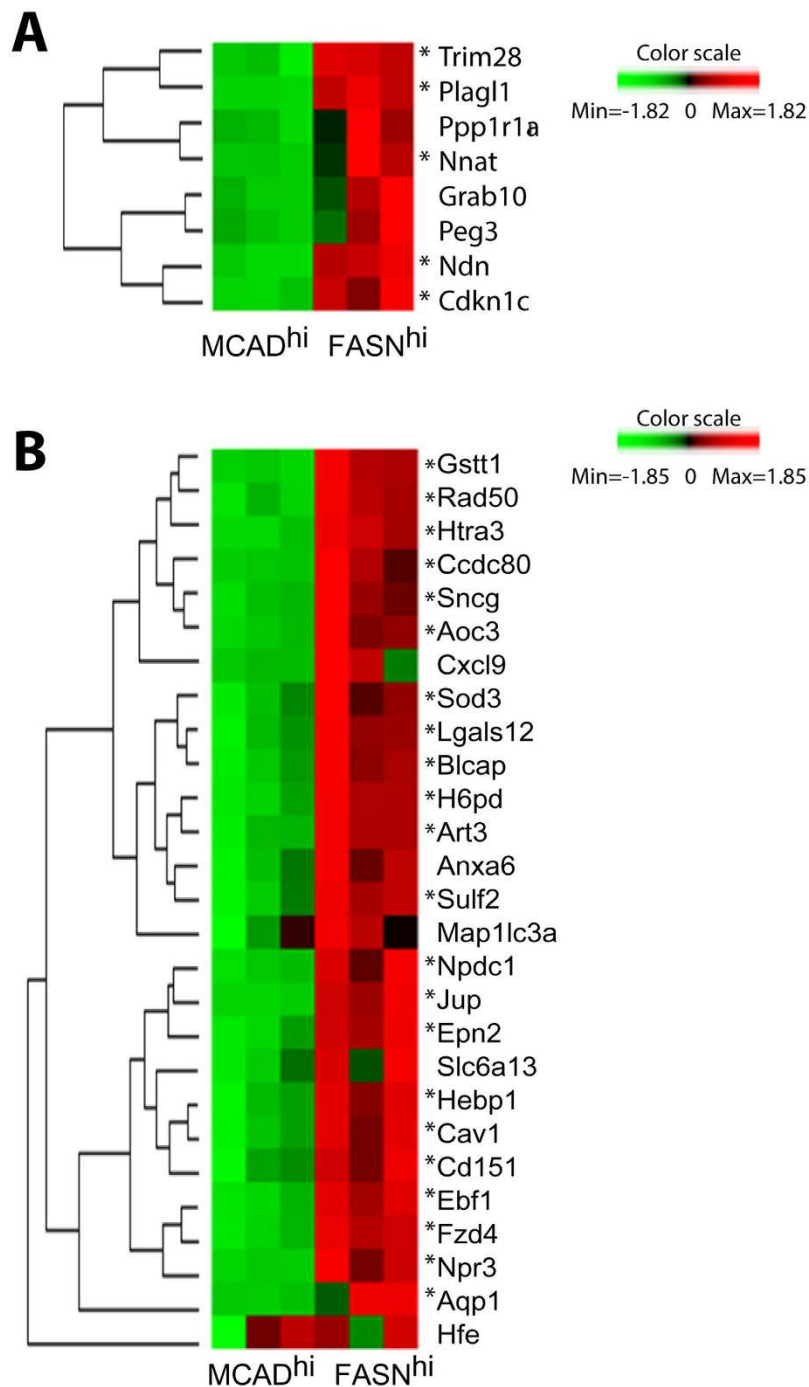 A
* Trim28
* Plagl1
Ppp1r1a
* Nnat
Grab10
Peg3
* Ndn
* Cdkn1c
MCADhi FASNhi
Color scale
Min=-1.82 0 Max=1.82
B
*Gstt1
*Rad50
*Htra3
*Ccdc80
*Sncg
*Aoc3
Cxcl9
*Sod3
*Lgals12
*Blcap
*H6pd
*Art3
Anxa6
*Sulf2
Map1lc3a
*Npdc1
*Jup
*Epn2
Slc6a13
*Hebp1
*Cav1
*Cd151
*Ebf1
*Fzd4
*Npr3
*Aqp1
Hfe
MCADhi FASNhi
Color scale
Min=-1.85 0 Max=1.85